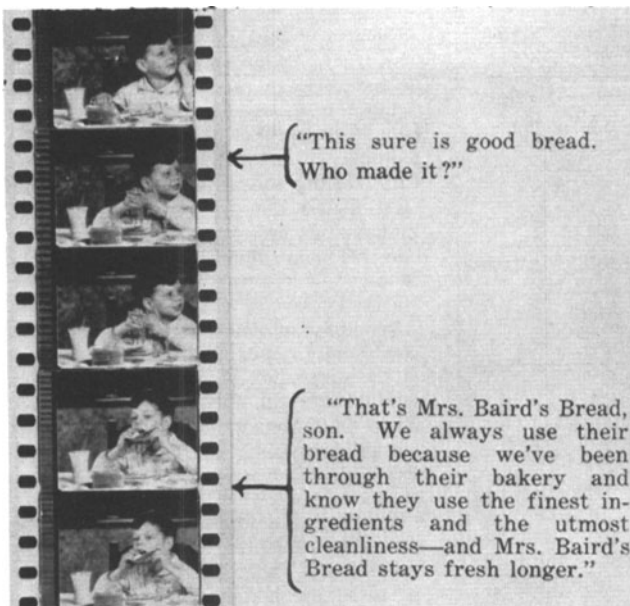 "This sure is good bread.
Who made it?"
"That's Mrs. Baird's Bread,
son. We always use their
bread because we've been
through their bakery and
know they use the finest in-
gredients and the utmost
cleanliness—and Mrs. Baird's
Bread stays fresh longer."